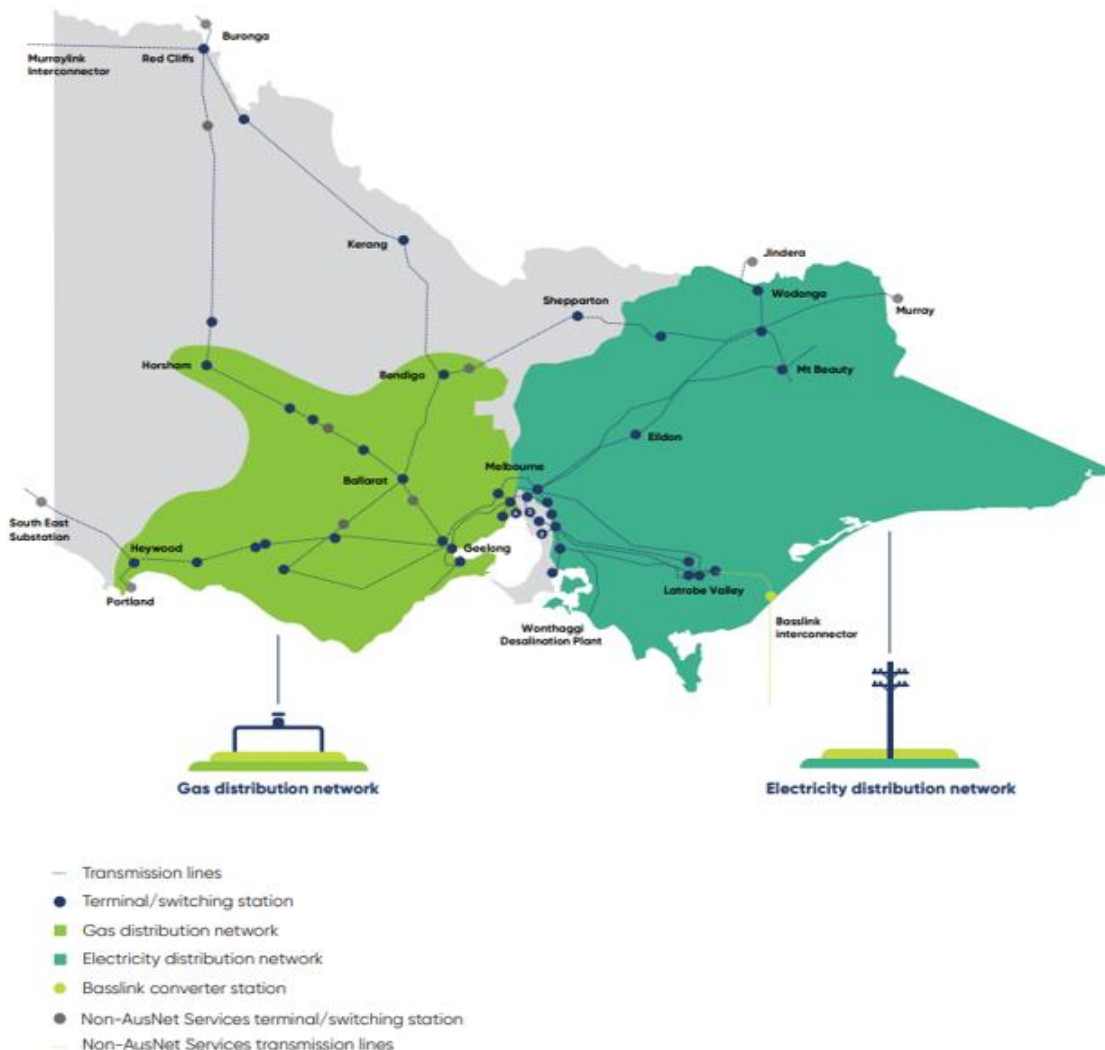 Buronga
Murraylink
Interconnector
Red Cliffs
Kerang
Jindera
Wodonga
Shepparton
Murray
Horsham
Bendigo
Mt Beauty
Eildon
Melbourne
Ballarat
South East
Substation
Heywood
Geelong
Portland
Latrobe Valley
Wonthaggi
Desalination Plant
Basslink
interconnector
Gas distribution network
Electricity distribution network
Transmission lines
Terminal/switching station
Gas distribution network
Electricity distribution network
Basslink converter station
Non-AusNet Services terminal/switching station
Non-AusNet Services transmission lines